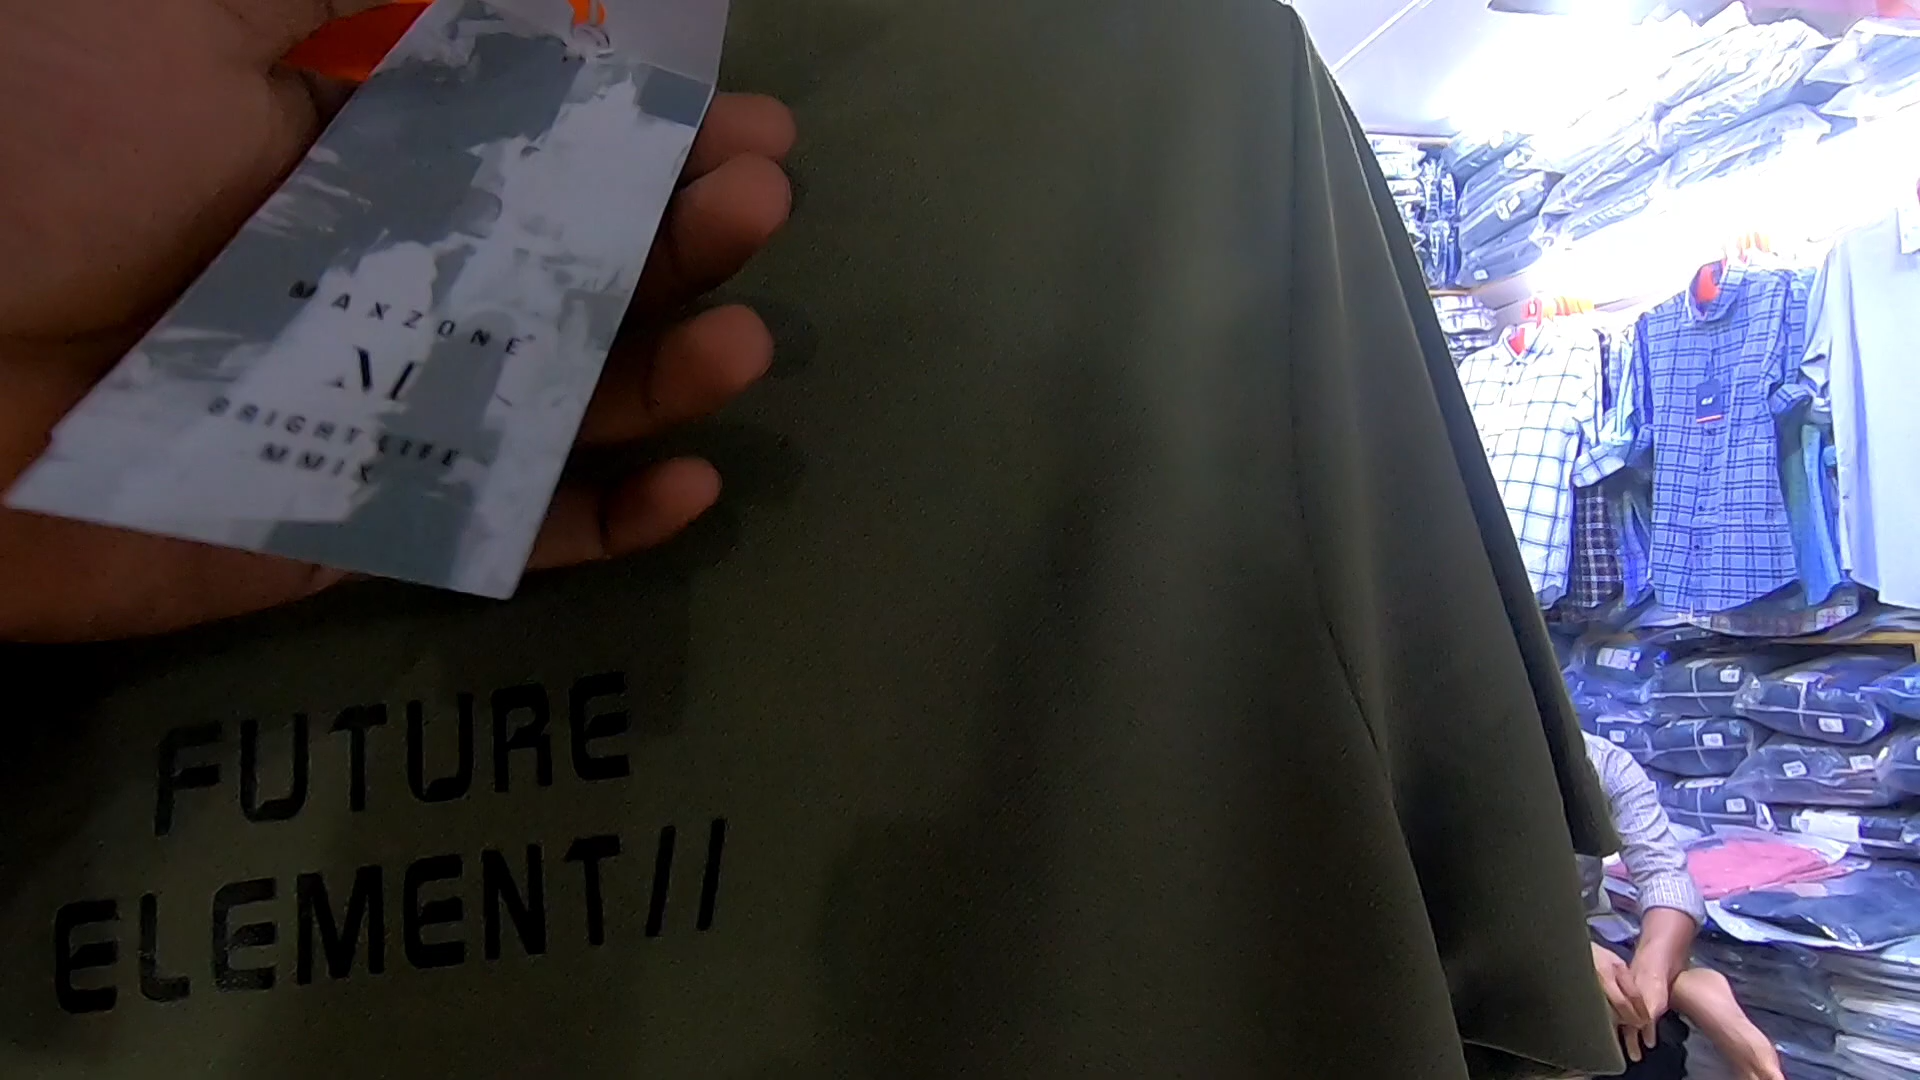 MAXZONE
M
BRIGHT LIFE
MMIX
FUTURE
ELEMENT//